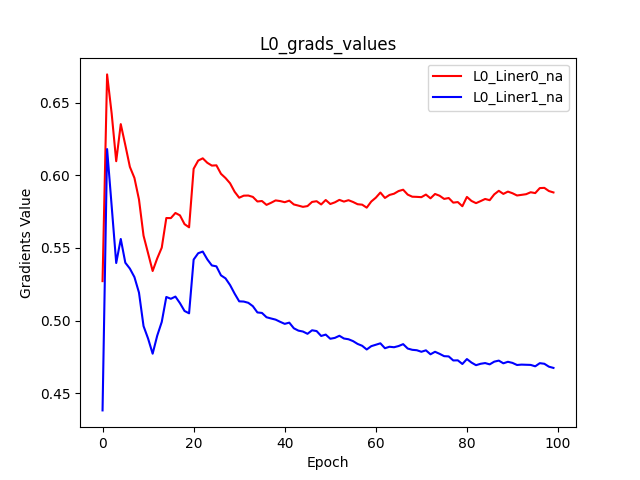 L0_grads_values
L0_Liner0_na
L0_Liner1_na
Gradients Value
0.65
0.60
0.55
0.50
0.45
0 20 40 60 80 100
Epoch